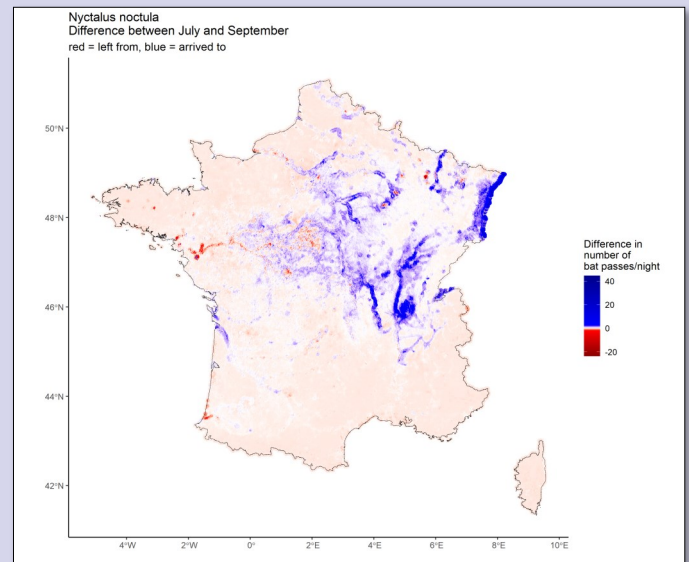 Nyctalus noctula
Difference between July and September
red = left from, blue = arrived to
50°N
48°N
46°N
44°N
42°N
4°W
2°W
0°
2°E
4°E
6°E
8°E
10°E
Difference in
number of
bat passes/night
40
20
0
-20